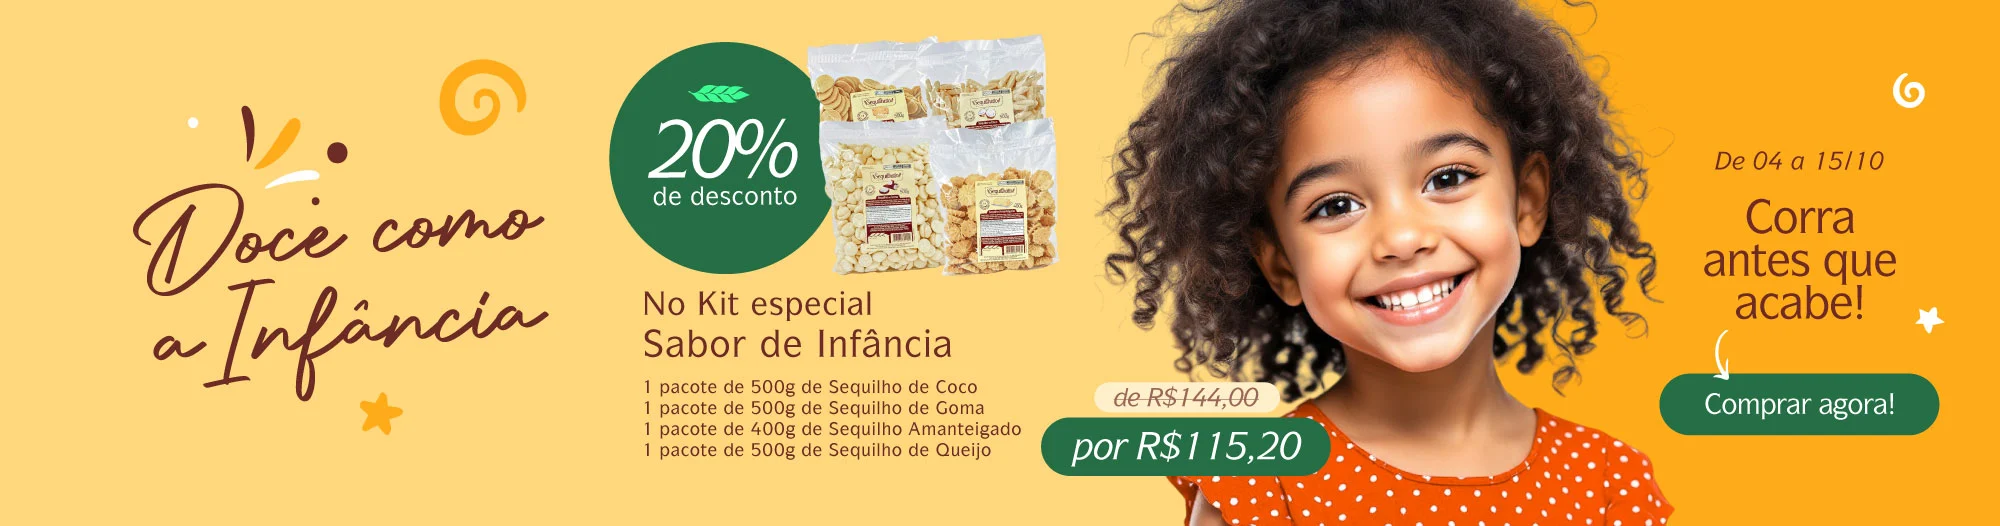 Doce como
a Infância
20%
de desconto
No Kit especial
Sabor de Infância
1 pacote de 500g de Sequilho de Coco
1 pacote de 500g de Sequilho de Goma
1 pacote de 400g de Sequilho Amanteigado
1 pacote de 500g de Sequilho de Queijo
de R$144,00
por R$115,20
De 04 a 15/10
Corra
antes que
acabe!
Comprar agora!